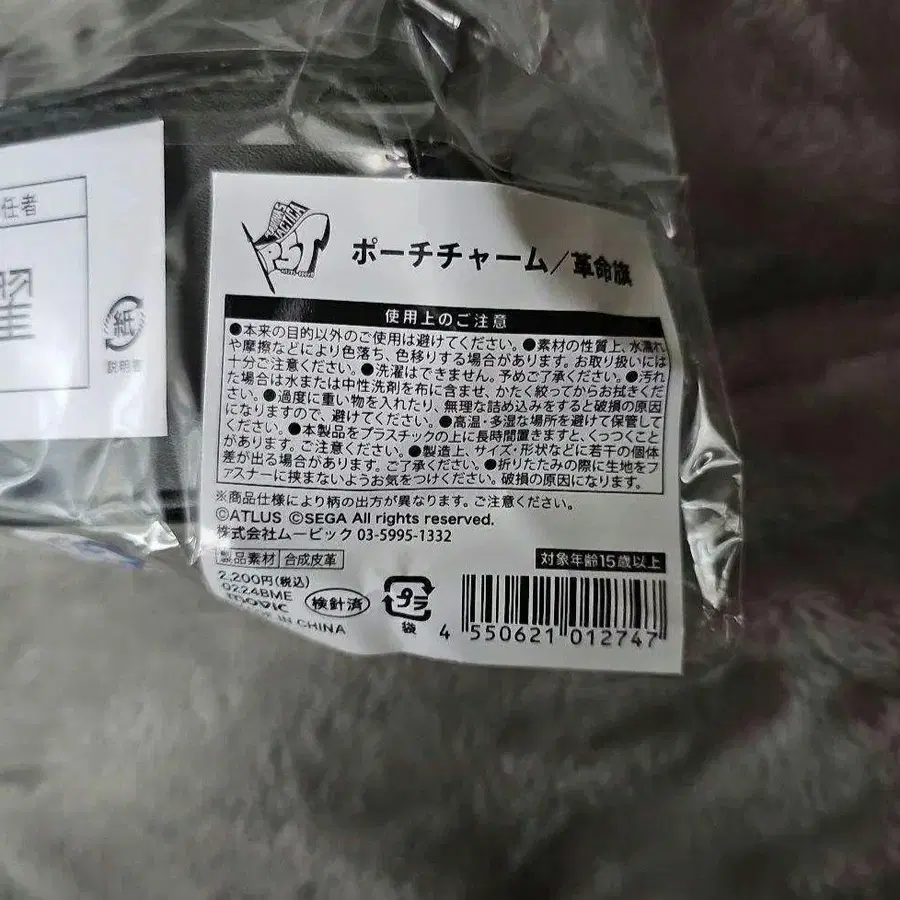 任者
紙
説明書
TACTICA
P5T
ポーチチャーム/革命旗
使用上のご注意
●本来の目的以外のご使用は避けてください。●素材の性質上、水濡れ
や摩擦などにより色落ち、色移りする場合があります。お取り扱いには
十分ご注意ください。●洗濯はできません。予めご了承ください。●汚れ
た場合は水または中性洗剤を布に含ませ、かたく絞ってからお拭きくだ
さい。●過度に重い物を入れたり、無理な詰め込みをすると破損の原因
になりますので、避けてください。●高温・多湿な場所を避けて保管して
ください。●本製品をプラスチックの上に長時間置きますと、くっつくこと
があります。ご注意ください。●製造上、サイズ・形状などに若干の個体
差が出る場合があります。ご了承ください。●折りたたみの際に生地をフ
ァスナーに挟まないようお気をつけください。破損の原因になります。
※商品仕様により柄の出方が異なります。ご注意ください。
©ATLUS ©SEGA All rights reserved.
株式会社ムービック 03-5995-1332
製品素材 合成皮革
対象年齢15歳以上
2,200円(税込)
0224BME
movic
IN CHINA
検針済
プラ
袋
4 550621 012747